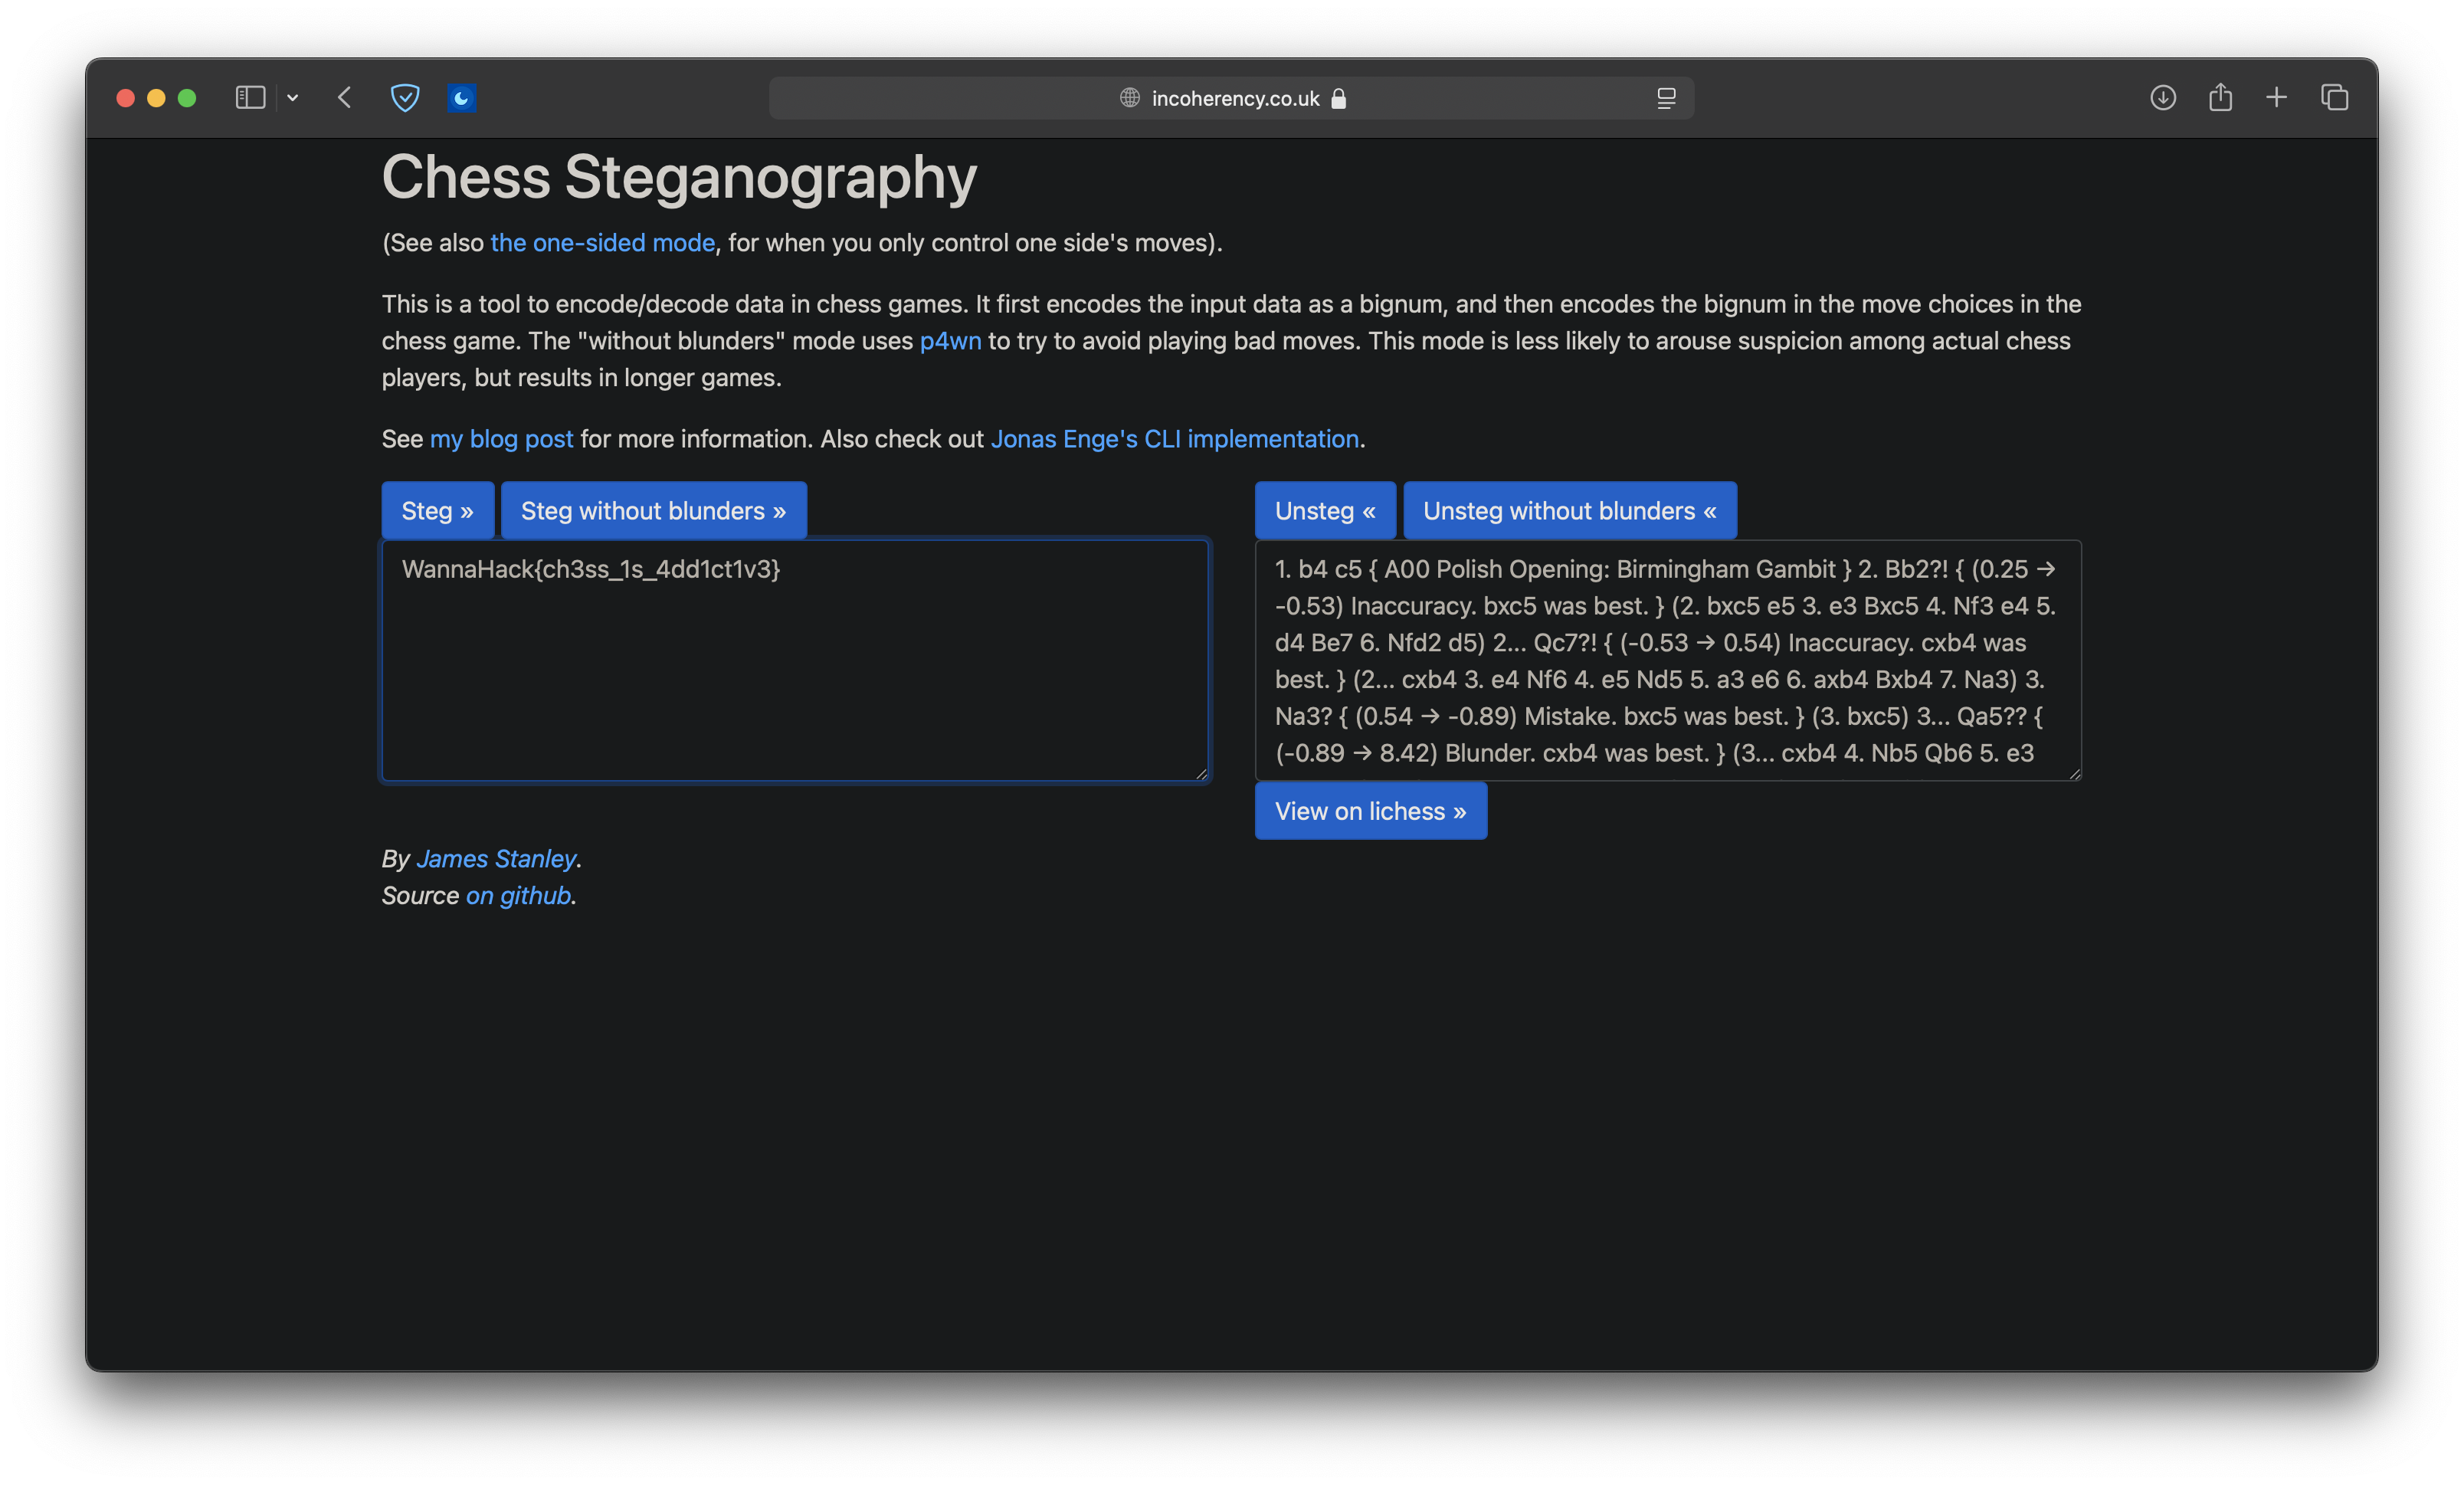 incoherency.co.uk
Chess Steganography
(See also the one-sided mode, for when you only control one side's moves).
This is a tool to encode/decode data in chess games. It first encodes the input data as a bignum, and then encodes the bignum in the move choices in the
chess game. The "without blunders" mode uses p4wn to try to avoid playing bad moves. This mode is less likely to arouse suspicion among actual chess
players, but results in longer games.
See my blog post for more information. Also check out Jonas Enge's CLI implementation.
Steg »
Steg without blunders »
WannaHack{ch3ss_1s_4dd1ct1v3}
Unsteg «
Unsteg without blunders «
1. b4 c5 { A00 Polish Opening: Birmingham Gambit } 2. Bb2?! { (0.25 →
-0.53) Inaccuracy. bxc5 was best. } (2. bxc5 e5 3. e3 Bxc5 4. Nf3 e4 5.
d4 Be7 6. Nfd2 d5) 2... Qc7?! { (-0.53 → 0.54) Inaccuracy. cxb4 was
best. } (2... cxb4 3. e4 Nf6 4. e5 Nd5 5. a3 e6 6. axb4 Bxb4 7. Na3) 3.
Na3? { (0.54 → -0.89) Mistake. bxc5 was best. } (3. bxc5) 3... Qa5?? {
(-0.89 → 8.42) Blunder. cxb4 was best. } (3... cxb4 4. Nb5 Qb6 5. e3
View on lichess »
By James Stanley.
Source on github.